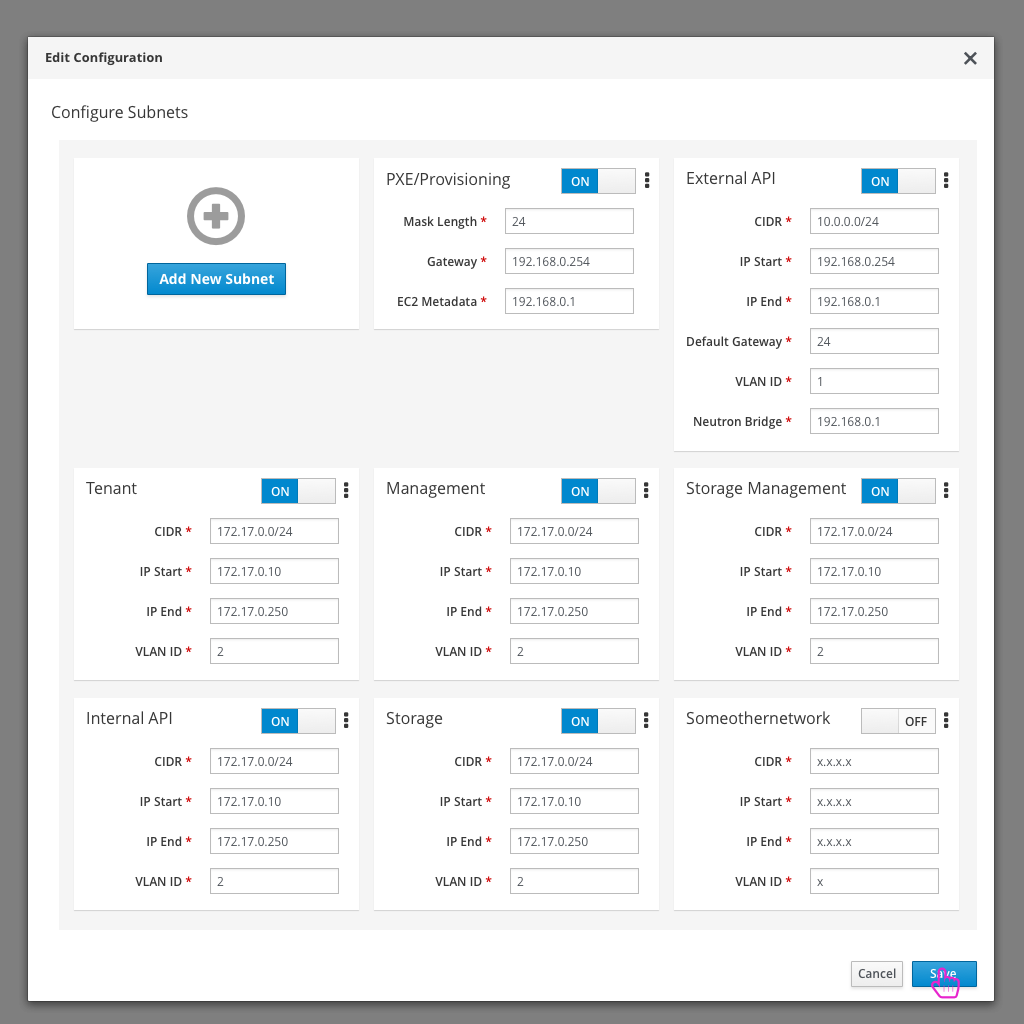 Edit Configuration
Configure Subnets
Add New Subnet
PXE/Provisioning ON
Mask Length * 24
Gateway * 192.168.0.254
EC2 Metadata * 192.168.0.1
External API ON
CIDR * 10.0.0.0/24
IP Start * 192.168.0.254
IP End * 192.168.0.1
Default Gateway * 24
VLAN ID * 1
Neutron Bridge * 192.168.0.1
Tenant ON
CIDR * 172.17.0.0/24
IP Start * 172.17.0.10
IP End * 172.17.0.250
VLAN ID * 2
Management ON
CIDR * 172.17.0.0/24
IP Start * 172.17.0.10
IP End * 172.17.0.250
VLAN ID * 2
Storage Management ON
CIDR * 172.17.0.0/24
IP Start * 172.17.0.10
IP End * 172.17.0.250
VLAN ID * 2
Internal API ON
CIDR * 172.17.0.0/24
IP Start * 172.17.0.10
IP End * 172.17.0.250
VLAN ID * 2
Storage ON
CIDR * 172.17.0.0/24
IP Start * 172.17.0.10
IP End * 172.17.0.250
VLAN ID * 2
Someothernetwork OFF
CIDR * x.x.x.x
IP Start * x.x.x.x
IP End * x.x.x.x
VLAN ID * x
Cancel Save